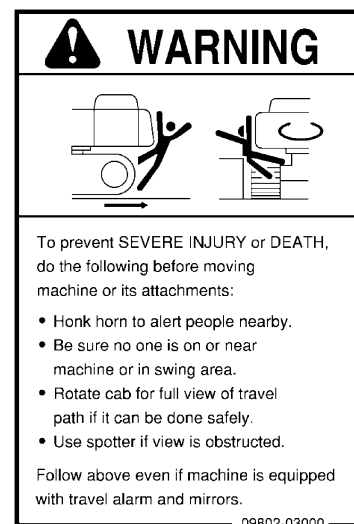 WARNING
To prevent SEVERE INJURY or DEATH,
do the following before moving
machine or its attachments:
• Honk horn to alert people nearby.
• Be sure no one is on or near
machine or in swing area.
• Rotate cab for full view of travel
path if it can be done safely.
• Use spotter if view is obstructed.
Follow above even if machine is equipped
with travel alarm and mirrors.
09802-03000